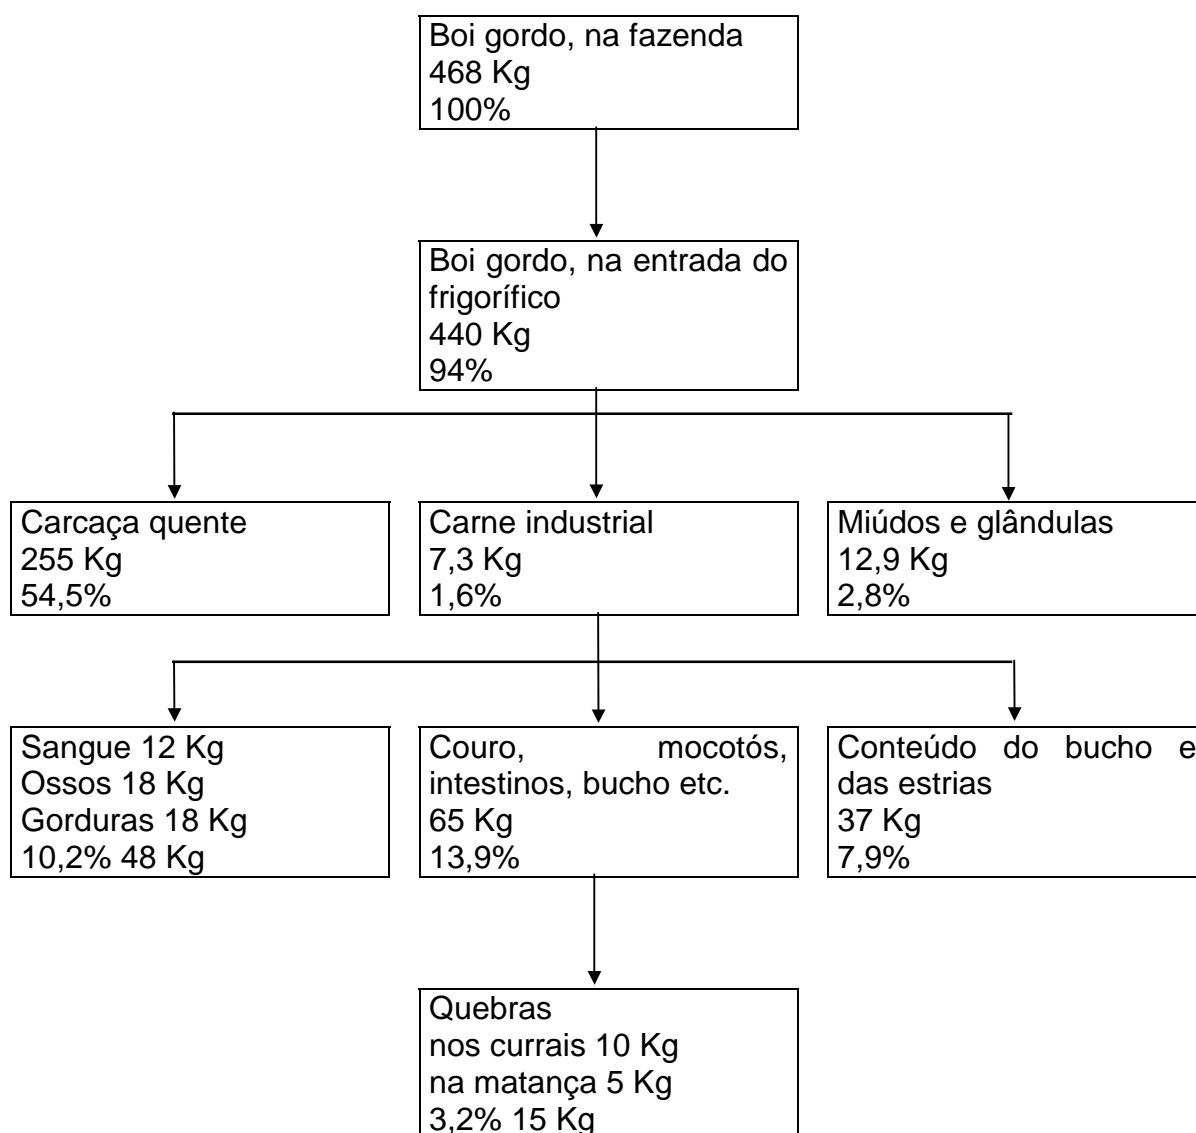 Boi gordo, na fazenda
468 Kg
100%
Boi gordo, na entrada do
frigorífico
440 Kg
94%
Carcaça quente
255 Kg
54,5%
Carne industrial
7,3 Kg
1,6%
Miúdos e glândulas
12,9 Kg
2,8%
Sangue 12 Kg
Ossos 18 Kg
Gorduras 18 Kg
10,2% 48 Kg
Couro, mocotós,
intestinos, bucho etc.
65 Kg
13,9%
Conteúdo do bucho e
das estrias
37 Kg
7,9%
Quebras
nos currais 10 Kg
na matança 5 Kg
3,2% 15 Kg